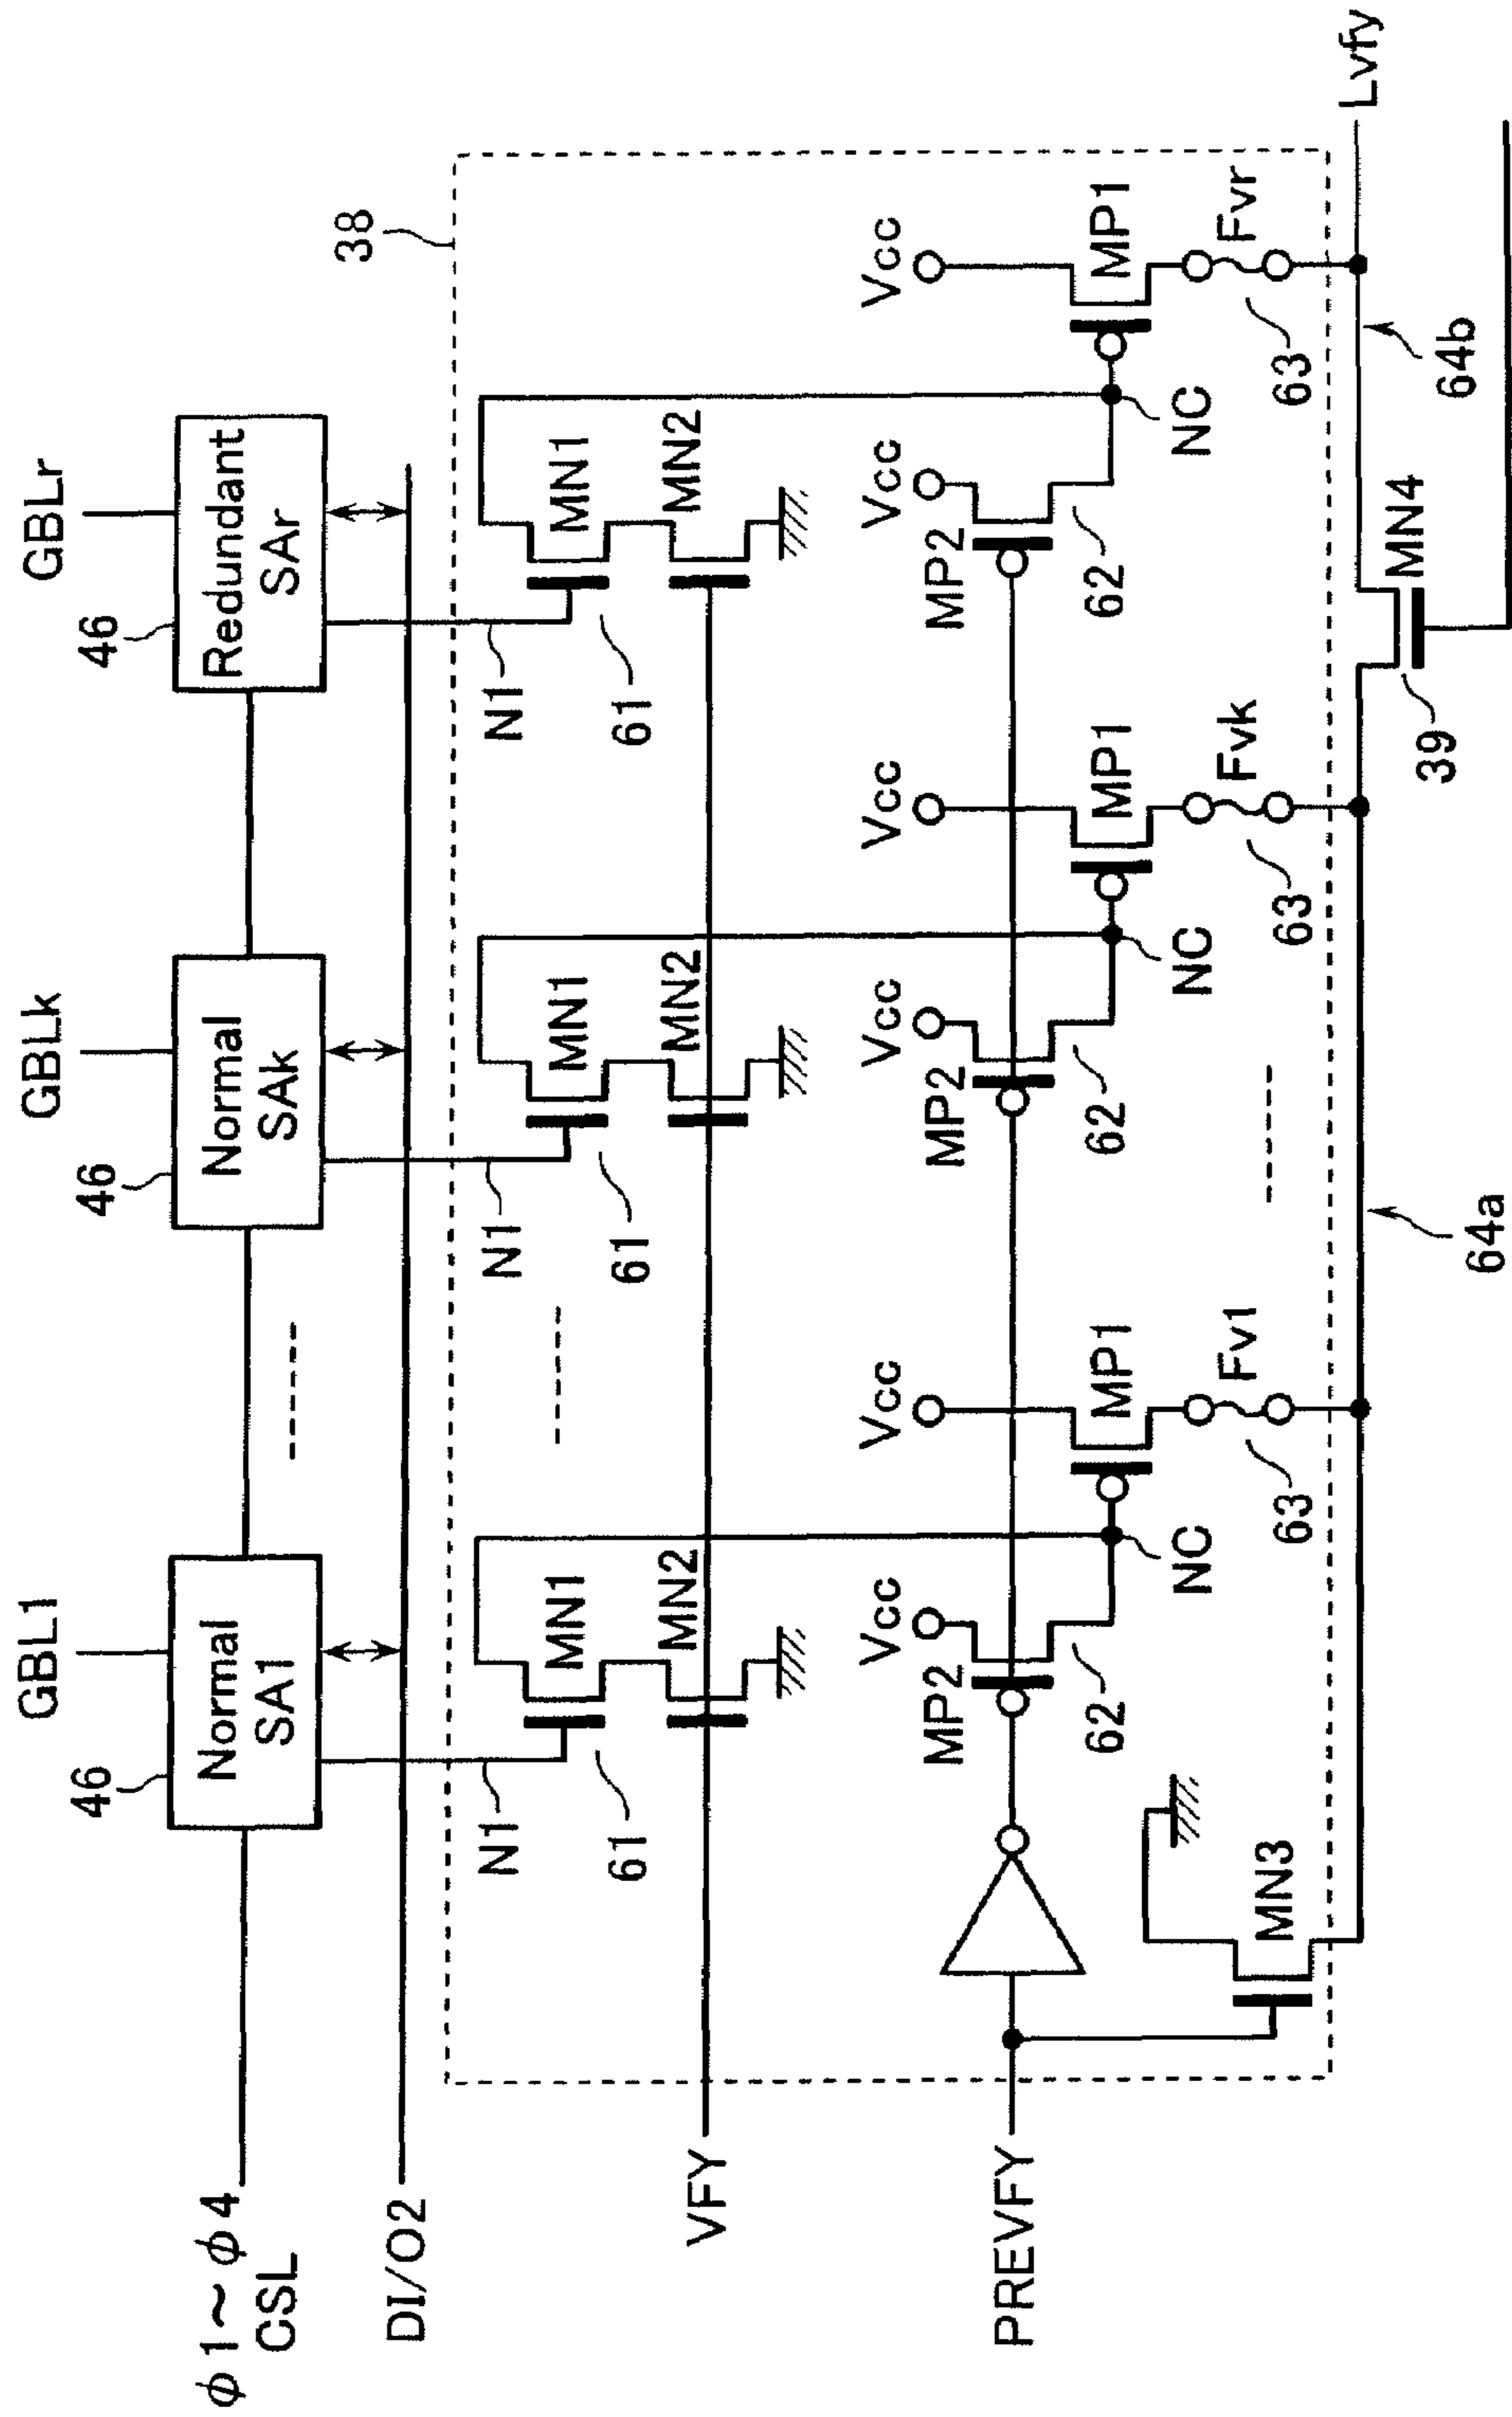 GBL1
GBLk
GBLr
46
Normal
SA1
46
Normal
SAk
46
Redundant
SAr
φ1~φ4
CSL
DI/O2
38
N1
MN1
61
MN2
N1
MN1
61
MN2
N1
MN1
61
MN2
VFY
Vcc
Vcc
Vcc
Vcc
Vcc
Vcc
MP2
62
MP1
MP2
62
MP1
MP2
62
MP1
PREVFY
NC
NC
NC
MN3
63
Fv1
63
Fvk
63
Fvr
Lvfy
64a
39
MN4
64b